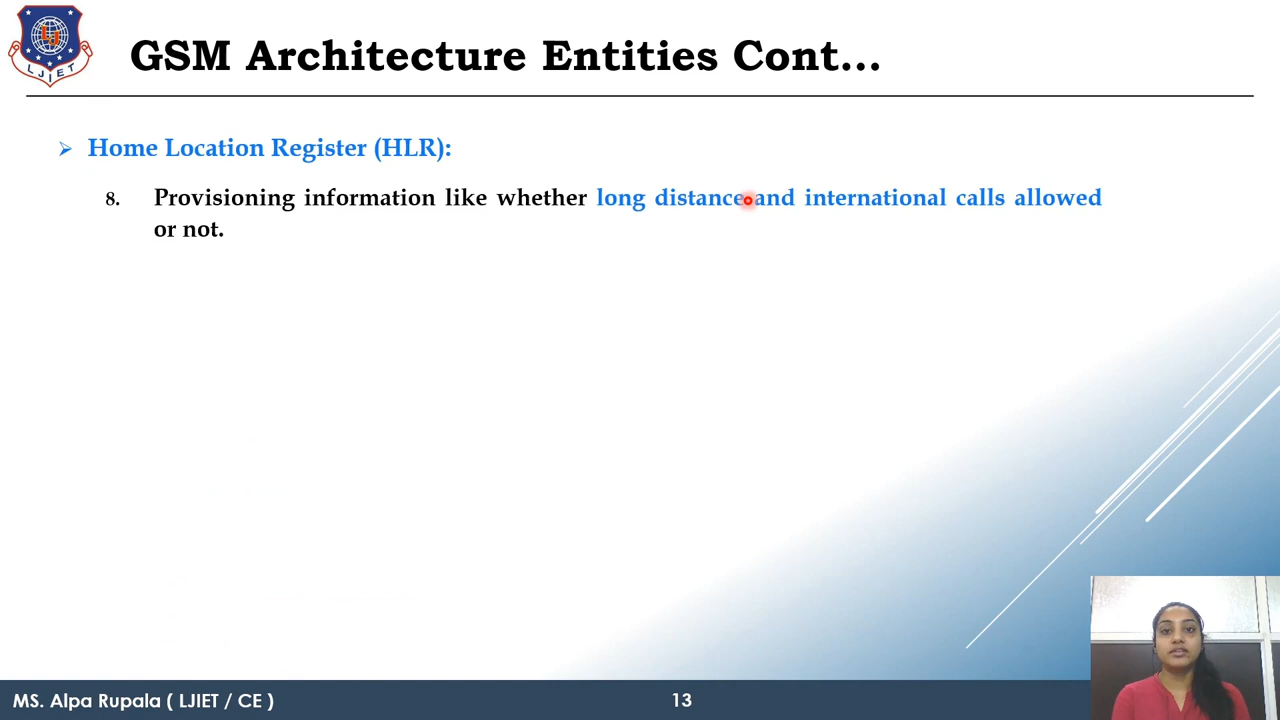 LJIET
GSM Architecture Entities Cont...
➢ Home Location Register (HLR):
8. Provisioning information like whether long distance and international calls allowed
or not.
MS. Alpa Rupala ( LJIET / CE )
13